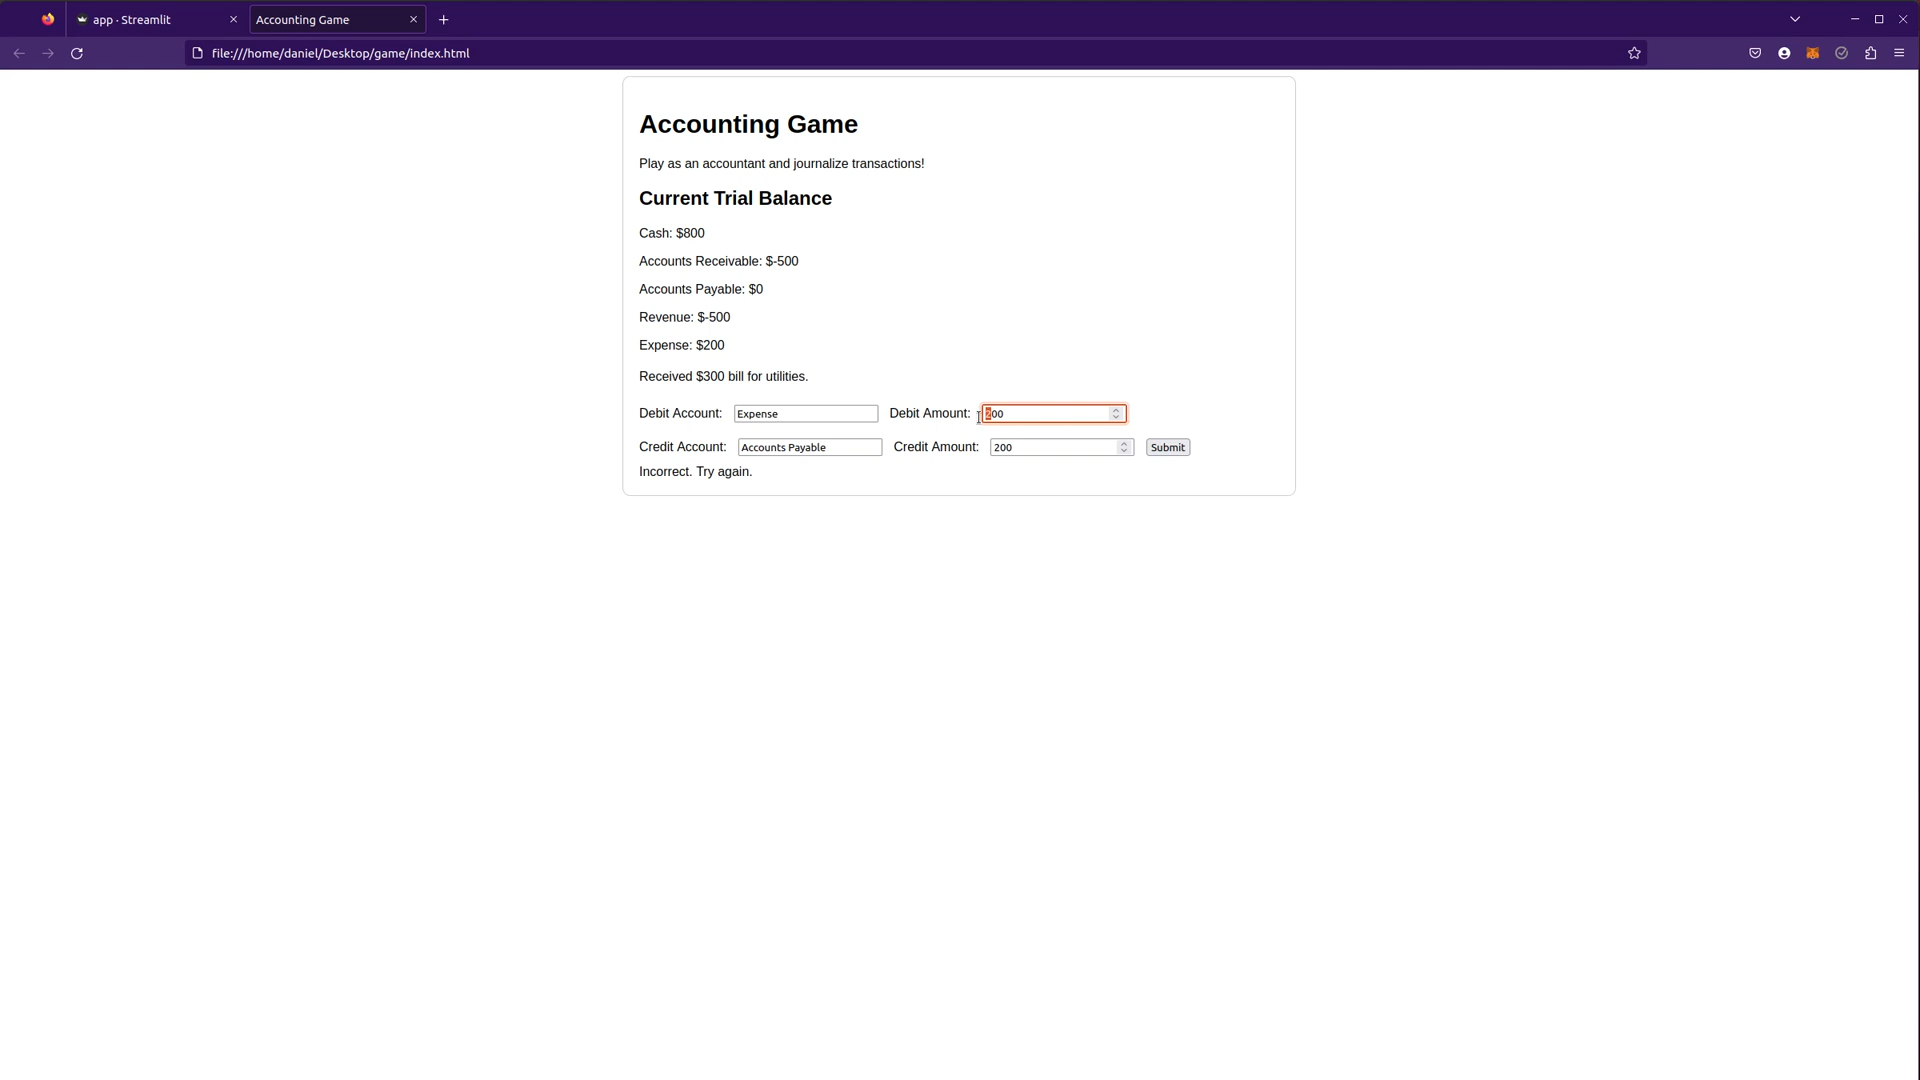 app · Streamlit
Accounting Game
file:///home/daniel/Desktop/game/index.html
Accounting Game
Play as an accountant and journalize transactions!
Current Trial Balance
Cash: $800
Accounts Receivable: $-500
Accounts Payable: $0
Revenue: $-500
Expense: $200
Received $300 bill for utilities.
Debit Account: Expense Debit Amount: 200
Credit Account: Accounts Payable Credit Amount: 200 Submit
Incorrect. Try again.